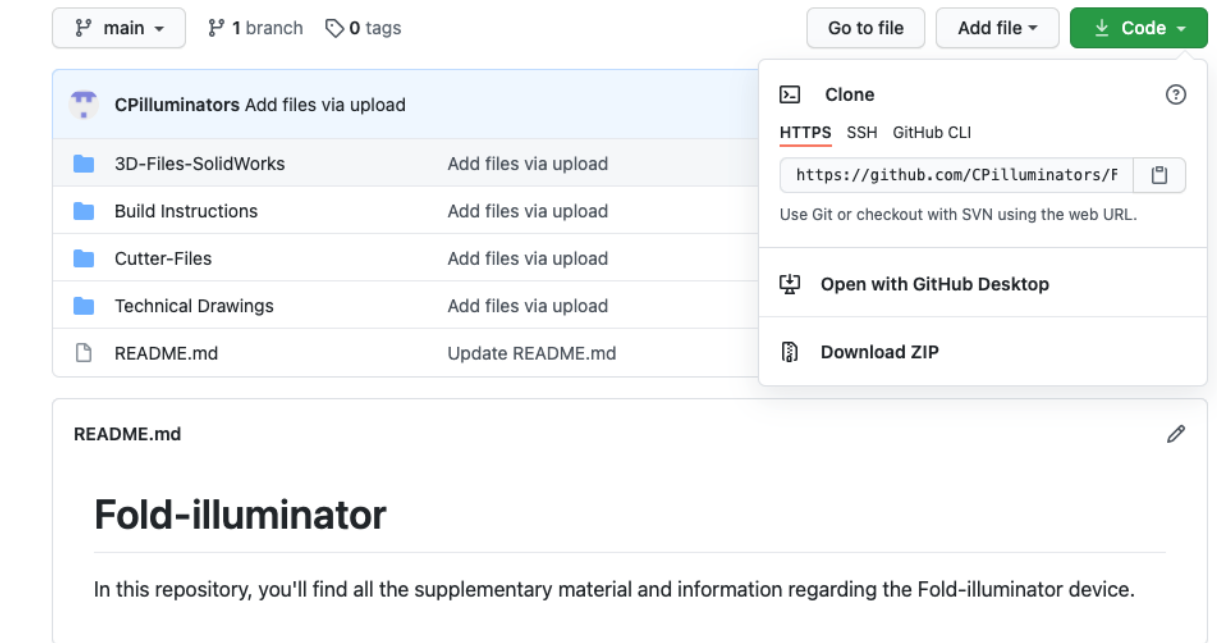 main 1 branch 0 tags Go to file Add file Code
CPilluminators Add files via upload
3D-Files-SolidWorks Add files via upload
Build Instructions Add files via upload
Cutter-Files Add files via upload
Technical Drawings Add files via upload
README.md Update README.md
Clone
HTTPS SSH GitHub CLI
https://github.com/CPilluminators/F
Use Git or checkout with SVN using the web URL.
Open with GitHub Desktop
Download ZIP
README.md
Fold-illuminator
In this repository, you'll find all the supplementary material and information regarding the Fold-illuminator device.